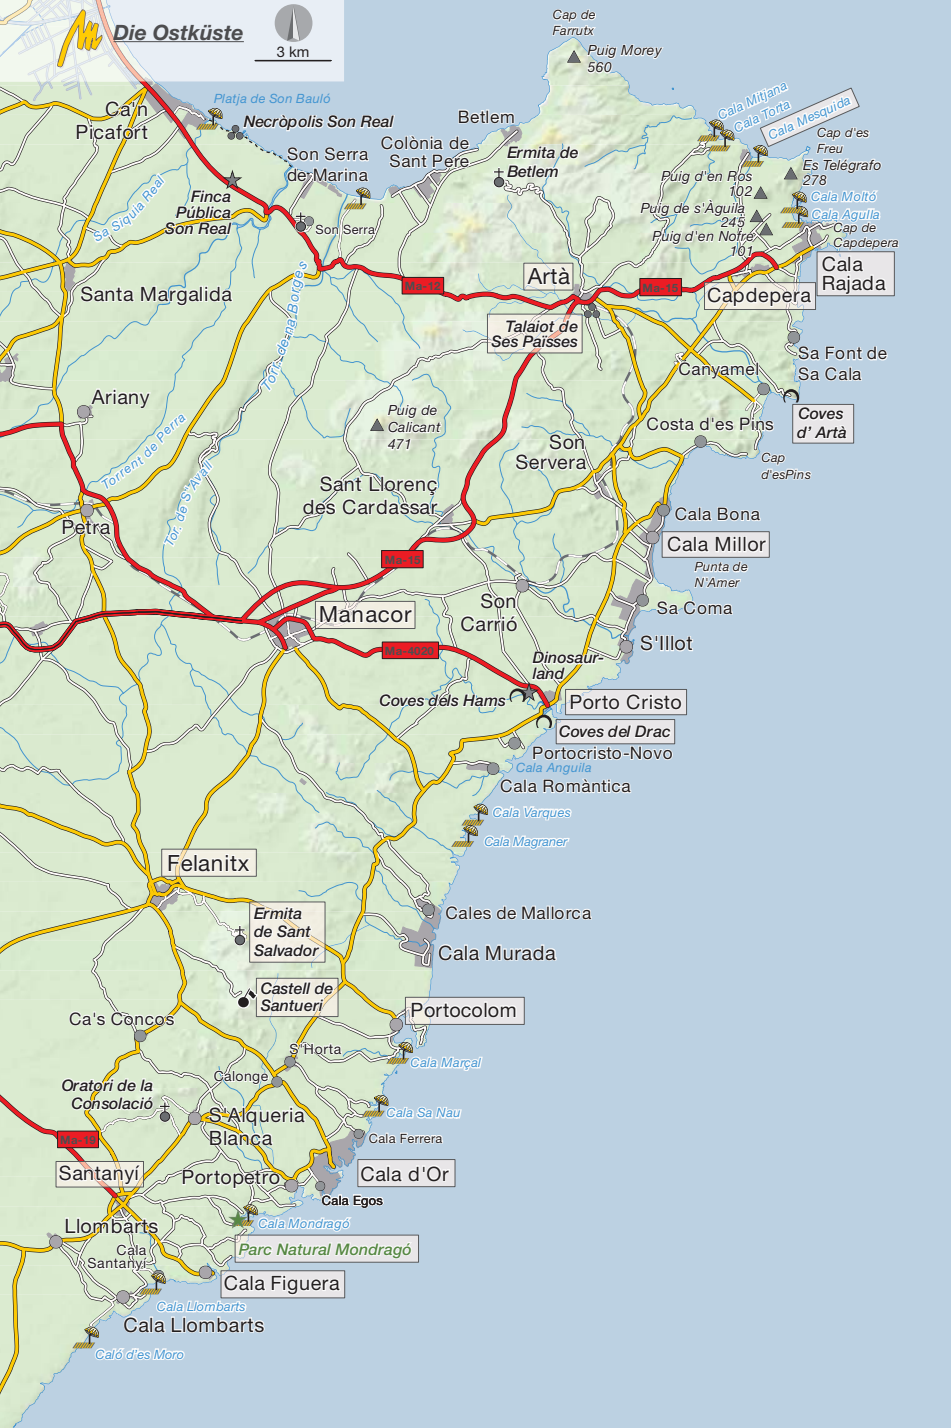 Die Ostküste
3 km
Cap de
Farrutx
Puig Morey
560
Platja de Son Bauló
Ca'n
Picafort
Necròpolis Son Real
Betlem
Cala Mitjana
Cala Torta
Cala Mesquida
Colònia de
Sant Pere
Son Serra
de Marina
Ermita de
Betlem
Cap d'es
Freu
Es Telégrafo
278
Puig d'en Ros
102
Cala Moltó
Puig de s'Àguila
245
Cala Agulla
Puig d'en Nofre
101
Cap de
Capdepera
Finca
Pública
Son Real
Sa Siquia Real
Son Serra
Cala
Rajada
Artà
Ma-12
Ma-15
Capdepera
Santa Margalida
Tort. de na Borges
Talaiot de
Ses Païsses
Sa Font de
Sa Cala
Canyamel
Ariany
Puig de
Calicant
471
Coves
d' Artà
Costa d'es Pins
Torrent de Perra
Son
Servera
Cap
d'esPins
Tor. de S'Avall
Sant Llorenç
des Cardassar
Petra
Cala Bona
Cala Millor
Ma-15
Punta de
N'Amer
Son
Carrió
Sa Coma
Manacor
S'Illot
Ma-4020
Dinosaur-
land
Coves dels Hams
Porto Cristo
Coves del Drac
Portocristo-Novo
Cala Anguila
Cala Romàntica
Cala Varques
Cala Magraner
Felanitx
Ermita
de Sant
Salvador
Cales de Mallorca
Cala Murada
Castell de
Santueri
Portocolom
Ca's Concos
S'Horta
Cala Marçal
Calonge
Oratori de la
Consolació
S'Alqueria
Blanca
Cala Sa Nau
Cala Ferrera
Ma-19
Santanyí
Portopetro
Cala d'Or
Cala Egos
Llombarts
Cala Mondragó
Parc Natural Mondragó
Cala
Santanyí
Cala Figuera
Cala Llombarts
Cala Llombarts
Caló d'es Moro